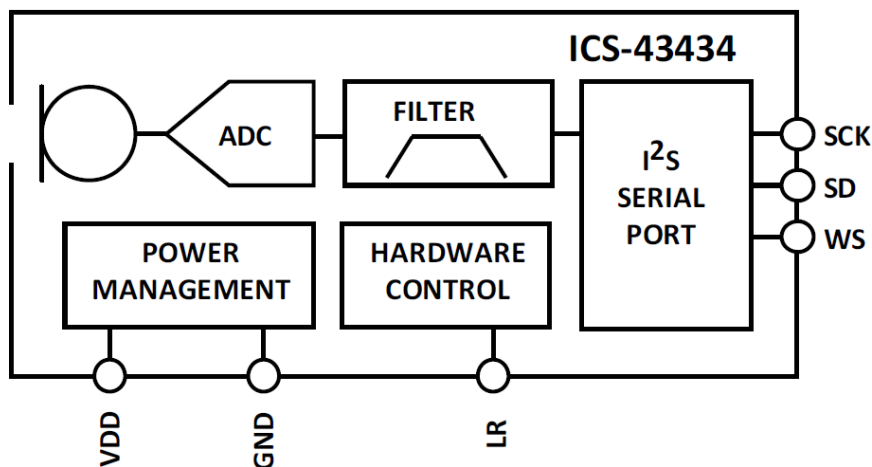 ICS-43434
ADC
FILTER
I²S
SERIAL
PORT
SCK
SD
WS
POWER
MANAGEMENT
HARDWARE
CONTROL
VDD
GND
LR